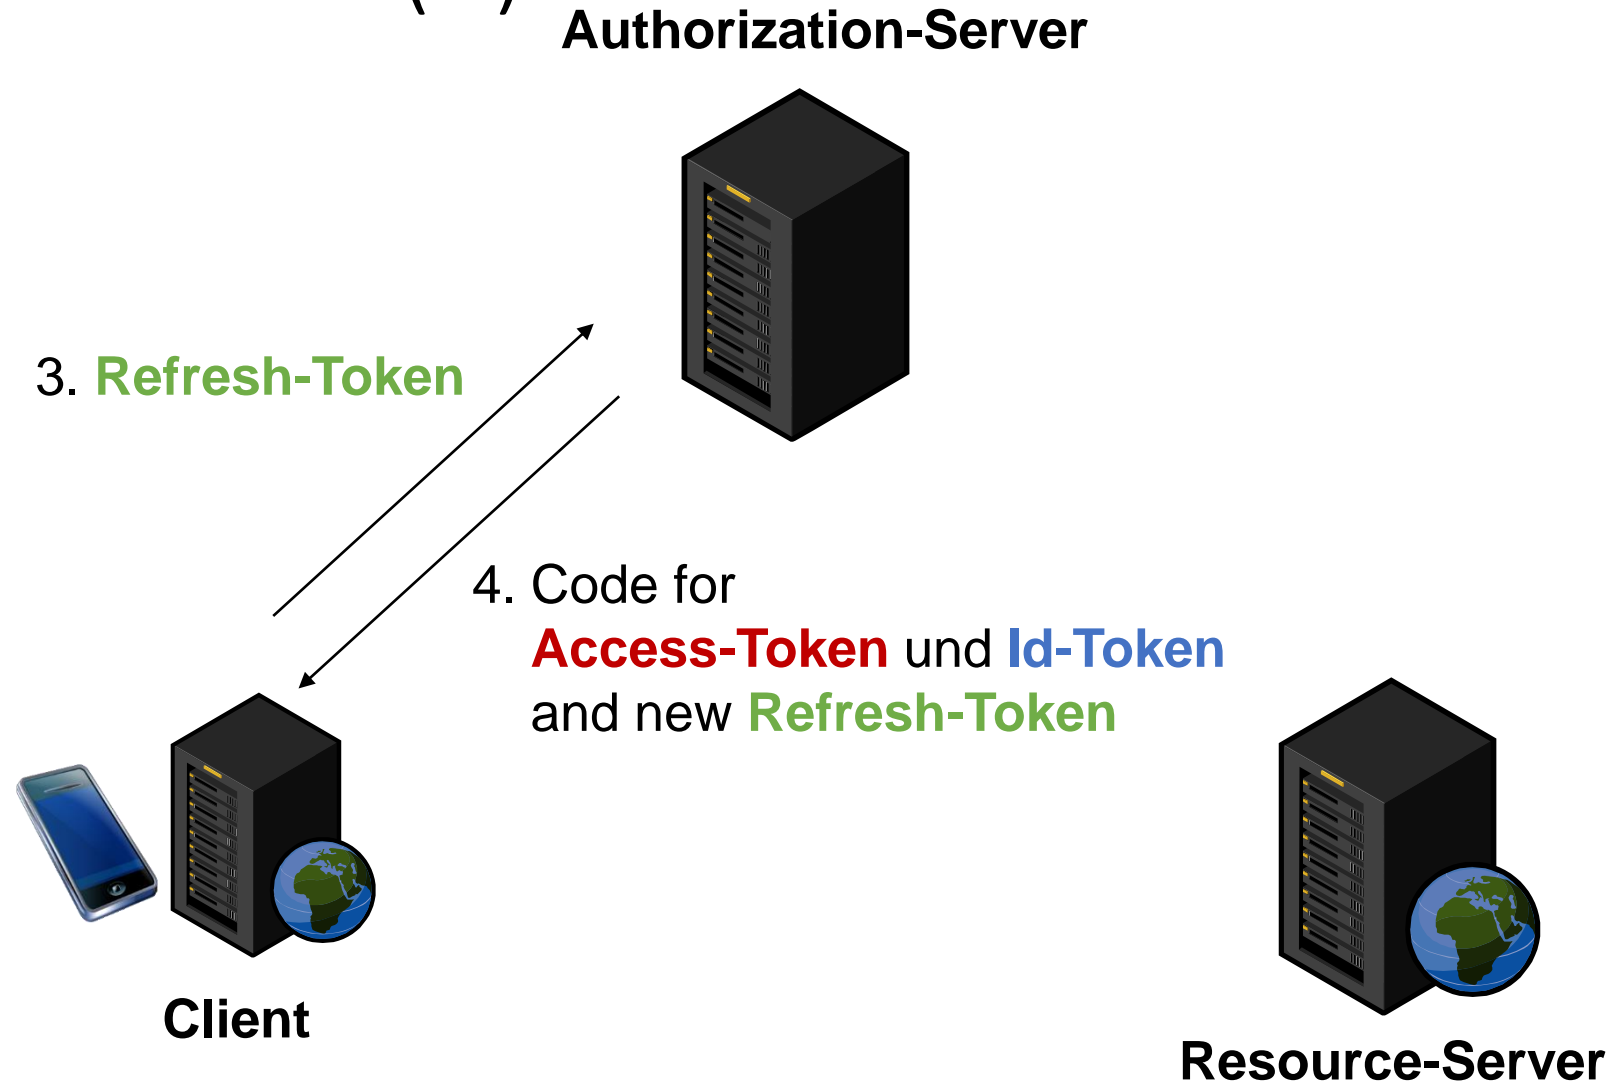 Authorization-Server
3. Refresh-Token
4. Code for
Access-Token und Id-Token
and new Refresh-Token
Client
Resource-Server